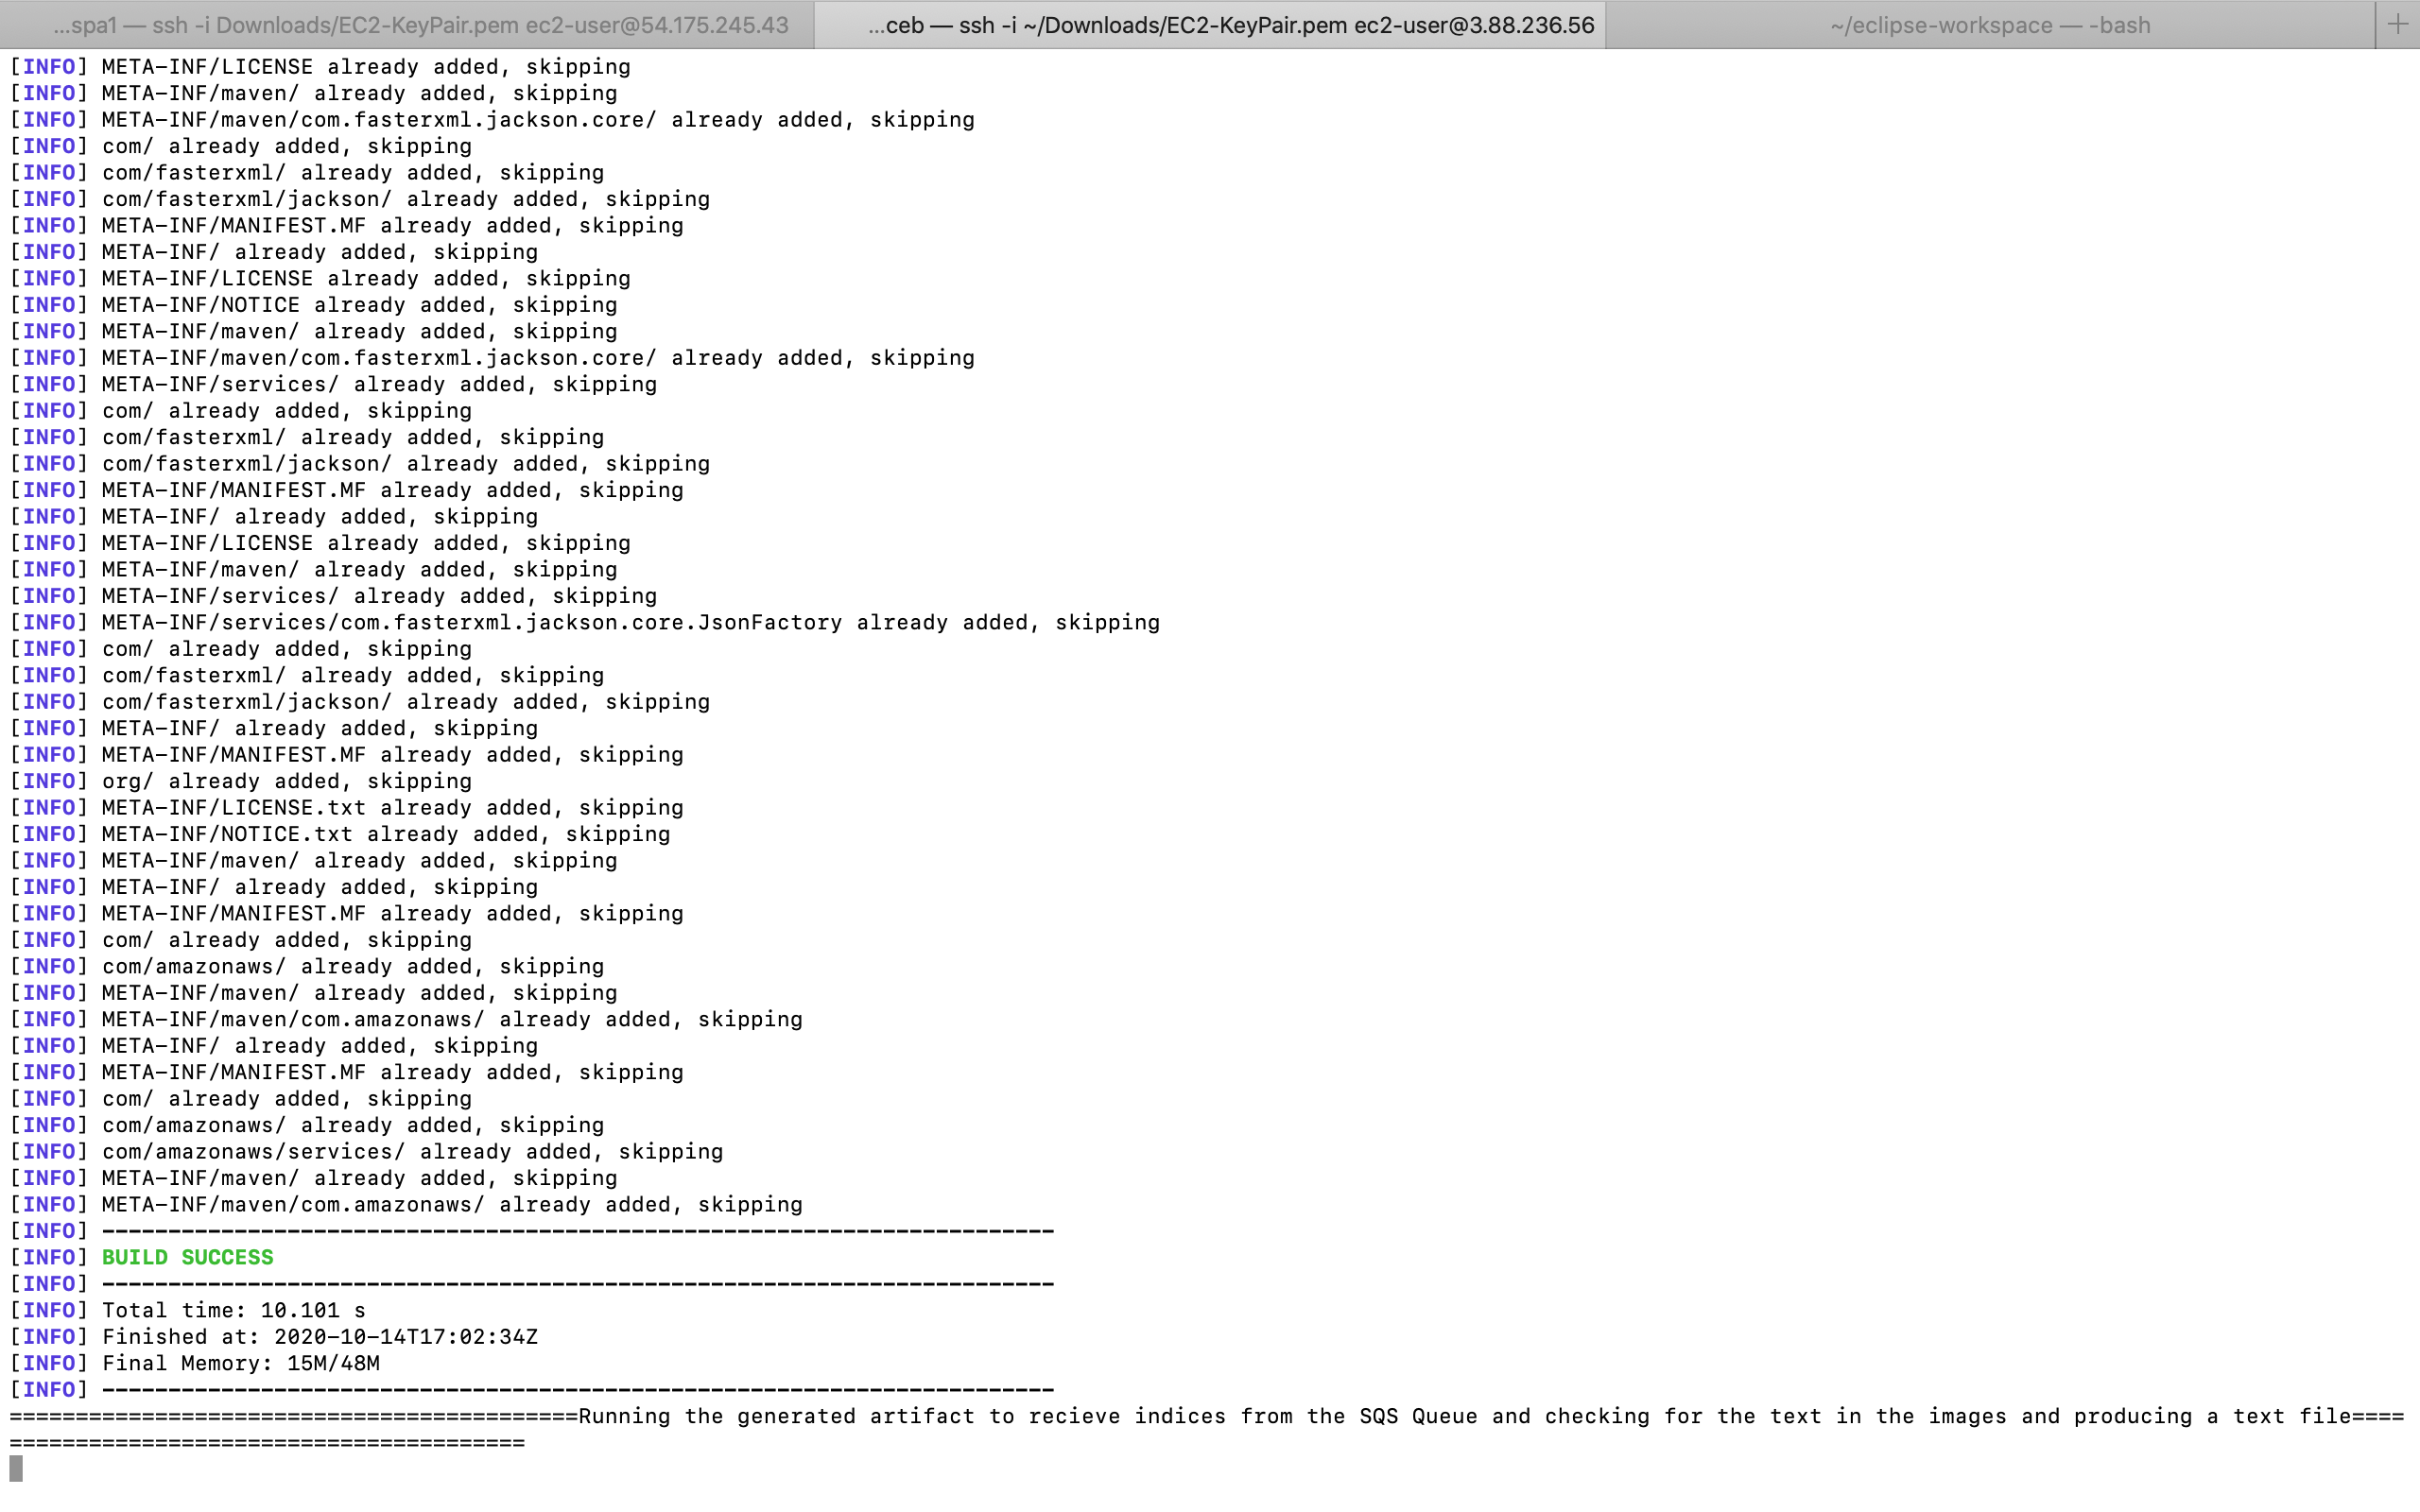 ...spa1 — ssh -i Downloads/EC2-KeyPair.pem ec2-user@54.175.245.43
...ceb — ssh -i ~/Downloads/EC2-KeyPair.pem ec2-user@3.88.236.56
~/eclipse-workspace — -bash
+
[INFO] META-INF/LICENSE already added, skipping
[INFO] META-INF/maven/ already added, skipping
[INFO] META-INF/maven/com.fasterxml.jackson.core/ already added, skipping
[INFO] com/ already added, skipping
[INFO] com/fasterxml/ already added, skipping
[INFO] com/fasterxml/jackson/ already added, skipping
[INFO] META-INF/MANIFEST.MF already added, skipping
[INFO] META-INF/ already added, skipping
[INFO] META-INF/LICENSE already added, skipping
[INFO] META-INF/NOTICE already added, skipping
[INFO] META-INF/maven/ already added, skipping
[INFO] META-INF/maven/com.fasterxml.jackson.core/ already added, skipping
[INFO] META-INF/services/ already added, skipping
[INFO] com/ already added, skipping
[INFO] com/fasterxml/ already added, skipping
[INFO] com/fasterxml/jackson/ already added, skipping
[INFO] META-INF/MANIFEST.MF already added, skipping
[INFO] META-INF/ already added, skipping
[INFO] META-INF/LICENSE already added, skipping
[INFO] META-INF/maven/ already added, skipping
[INFO] META-INF/services/ already added, skipping
[INFO] META-INF/services/com.fasterxml.jackson.core.JsonFactory already added, skipping
[INFO] com/ already added, skipping
[INFO] com/fasterxml/ already added, skipping
[INFO] com/fasterxml/jackson/ already added, skipping
[INFO] META-INF/ already added, skipping
[INFO] META-INF/MANIFEST.MF already added, skipping
[INFO] org/ already added, skipping
[INFO] META-INF/LICENSE.txt already added, skipping
[INFO] META-INF/NOTICE.txt already added, skipping
[INFO] META-INF/maven/ already added, skipping
[INFO] META-INF/ already added, skipping
[INFO] META-INF/MANIFEST.MF already added, skipping
[INFO] com/ already added, skipping
[INFO] com/amazonaws/ already added, skipping
[INFO] META-INF/maven/ already added, skipping
[INFO] META-INF/maven/com.amazonaws/ already added, skipping
[INFO] META-INF/ already added, skipping
[INFO] META-INF/MANIFEST.MF already added, skipping
[INFO] com/ already added, skipping
[INFO] com/amazonaws/ already added, skipping
[INFO] com/amazonaws/services/ already added, skipping
[INFO] META-INF/maven/ already added, skipping
[INFO] META-INF/maven/com.amazonaws/ already added, skipping
[INFO] ------------------------------------------------------------------------
[INFO] BUILD SUCCESS
[INFO] ------------------------------------------------------------------------
[INFO] Total time: 10.101 s
[INFO] Finished at: 2020-10-14T17:02:34Z
[INFO] Final Memory: 15M/48M
[INFO] ------------------------------------------------------------------------
===========================================Running the generated artifact to recieve indices from the SQS Queue and checking for the text in the images and producing a text file====
=======================================